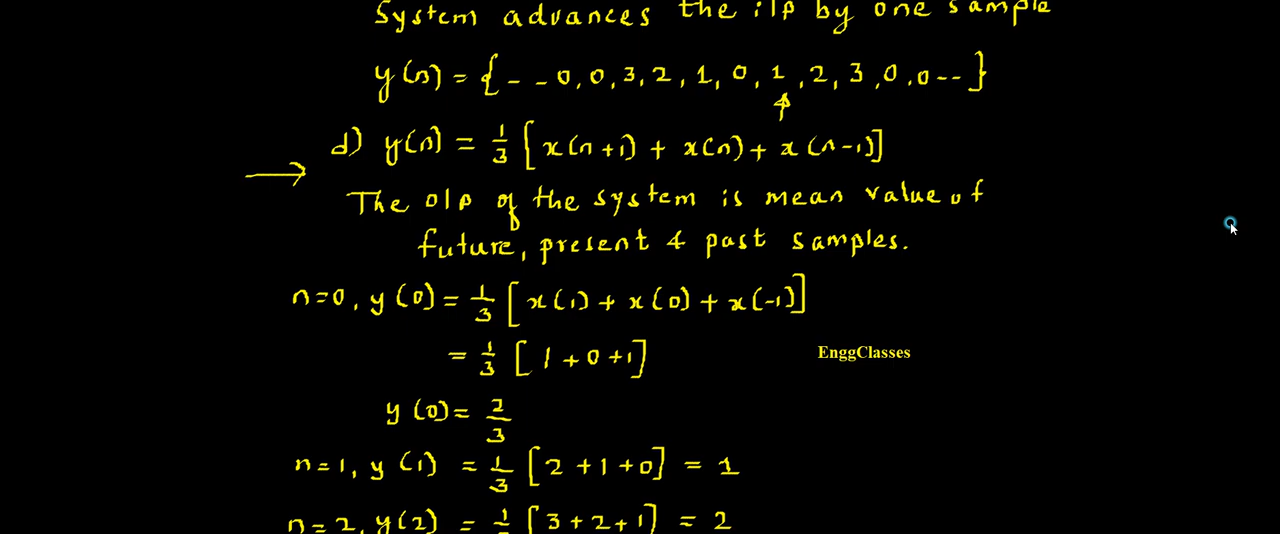 System advances the i/p by one sample
y(n) = { - - 0, 0, 3, 2, 1, 0, 1, 2, 3, 0, 0 - - }
↑
d) y(n) = 1/3 [ x(n+1) + x(n) + x(n-1)]
→
The o/p of the system is mean value of
future, present & past samples.
n=0, y(0) = 1/3 [ x(1) + x(0) + x(-1)]
= 1/3 [ 1 + 0 + 1]
EnggClasses
y(0) = 2/3
n=1, y(1) = 1/3 [2 + 1 + 0] = 1
n=2, y(2) = 1/3 [3 + 2 + 1] = 2